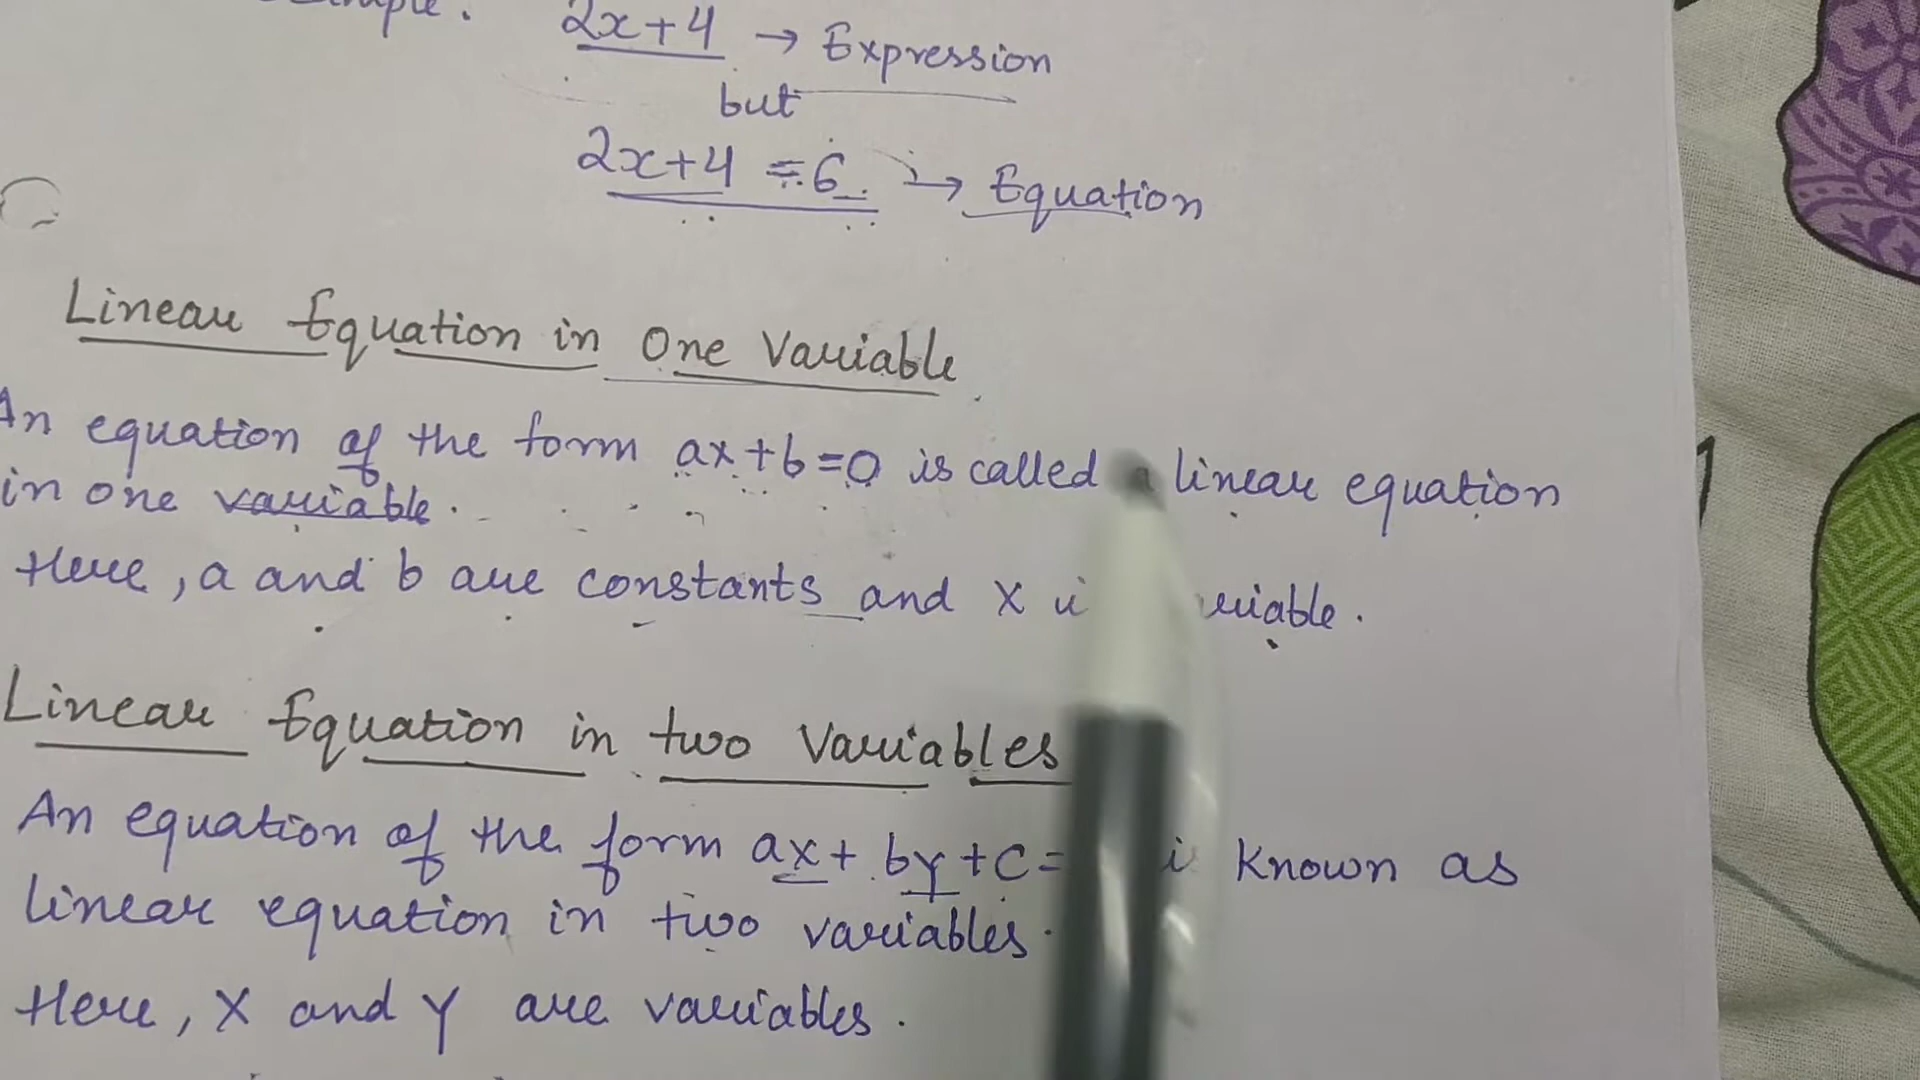 2x+4 → Expression
but
2x+4 = 6. → Equation
Linear Equation in One Variable
An equation of the form ax+b=0 is called a linear equation
in one variable.
Here, a and b are constants and X
Linear Equation in two Variables
An equation of the form ax+ by+c= is known as
linear equation in two variables.
Here, X and Y are variables.